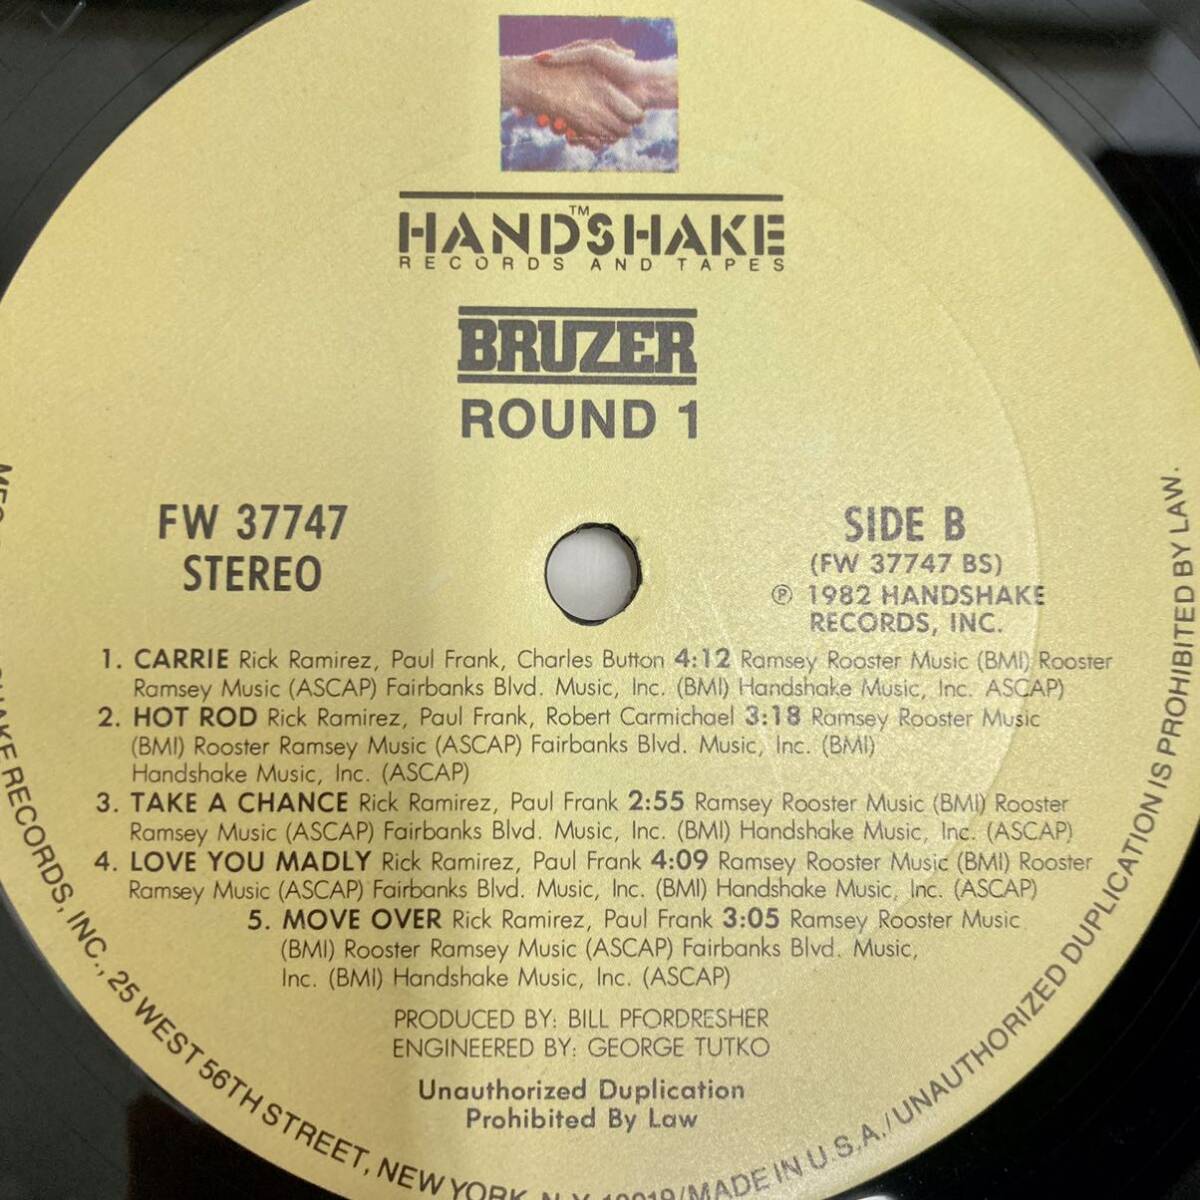 HANDSHAKE™
RECORDS AND TAPES
BRUZER
ROUND 1
FW 37747
STEREO
SIDE B
(FW 37747 BS)
℗ 1982 HANDSHAKE
RECORDS, INC.
1. CARRIE Rick Ramirez, Paul Frank, Charles Button 4:12 Ramsey Rooster Music (BMI) Rooster
Ramsey Music (ASCAP) Fairbanks Blvd. Music, Inc. (BMI) Handshake Music, Inc. ASCAP)
2. HOT ROD Rick Ramirez, Paul Frank, Robert Carmichael 3:18 Ramsey Rooster Music
(BMI) Rooster Ramsey Music (ASCAP) Fairbanks Blvd. Music, Inc. (BMI)
Handshake Music, Inc. (ASCAP)
3. TAKE A CHANCE Rick Ramirez, Paul Frank 2:55 Ramsey Rooster Music (BMI) Rooster
Ramsey Music (ASCAP) Fairbanks Blvd. Music, Inc. (BMI) Handshake Music, Inc. (ASCAP)
4. LOVE YOU MADLY Rick Ramirez, Paul Frank 4:09 Ramsey Rooster Music (BMI) Rooster
Ramsey Music (ASCAP) Fairbanks Blvd. Music, Inc. (BMI) Handshake Music, Inc. (ASCAP)
5. MOVE OVER Rick Ramirez, Paul Frank 3:05 Ramsey Rooster Music
(BMI) Rooster Ramsey Music (ASCAP) Fairbanks Blvd. Music,
Inc. (BMI) Handshake Music, Inc. (ASCAP)
PRODUCED BY: BILL PFORDRESHER
ENGINEERED BY: GEORGE TUTKO
Unauthorized Duplication
Prohibited By Law
RECORDS, INC., 25 WEST 56TH STREET, NEW YORK, N.Y. 10019/MADE IN U.S.A./UNAUTHORIZED DUPLICATION IS PROHIBITED BY LAW.